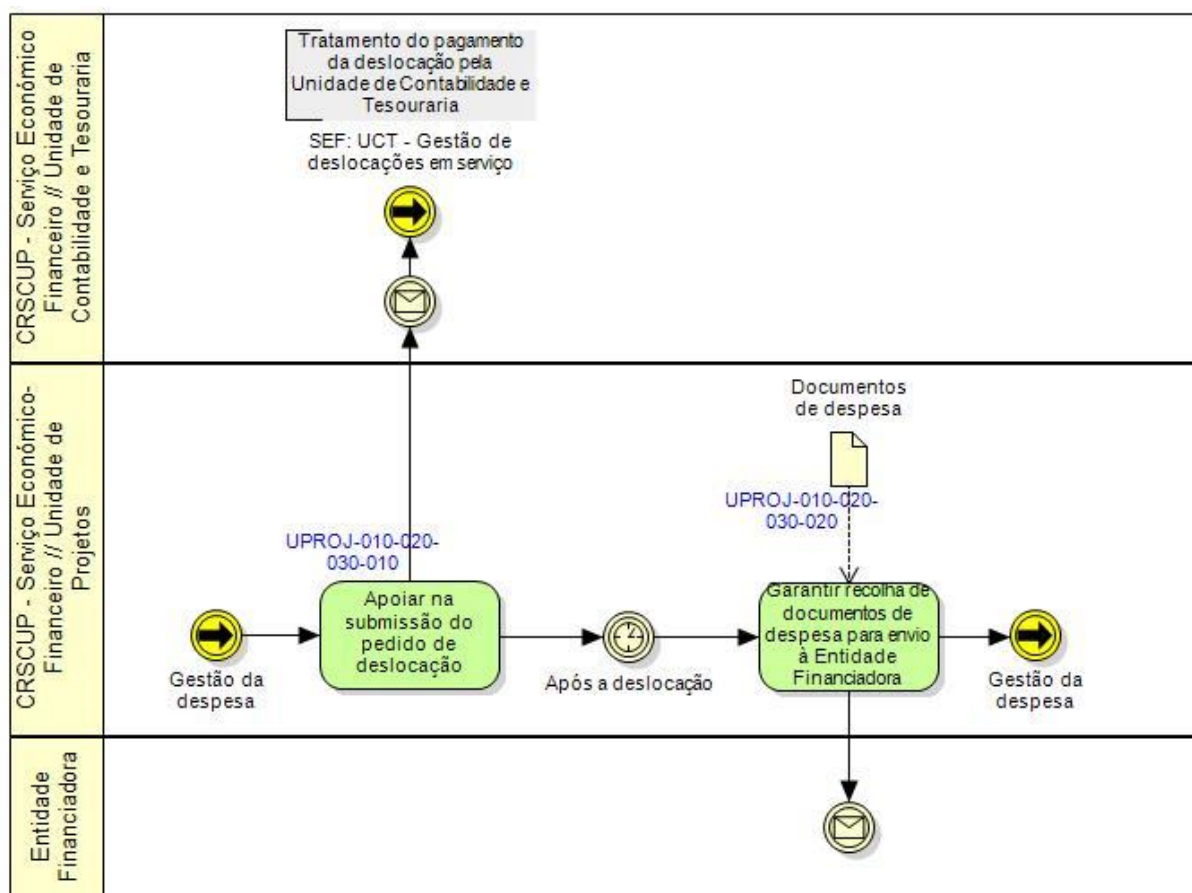 CRSCUP - Serviço Económico
Financeiro // Unidade de
Contabilidade e Tesouraria
Tratamento do pagamento
da deslocação pela
Unidade de Contabilidade e
Tesouraria
SEF: UCT - Gestão de
deslocações em serviço
CRSCUP - Serviço Económico-
Financeiro // Unidade de
Projetos
Documentos
de despesa
UPROJ-010-020-
030-020
UPROJ-010-020-
030-010
Gestão da
despesa
Apoiar na
submissão do
pedido de
deslocação
Após a deslocação
Garantir recolha de
documentos de
despesa para envio
à Entidade
Financiadora
Gestão da
despesa
Entidade
Financiadora